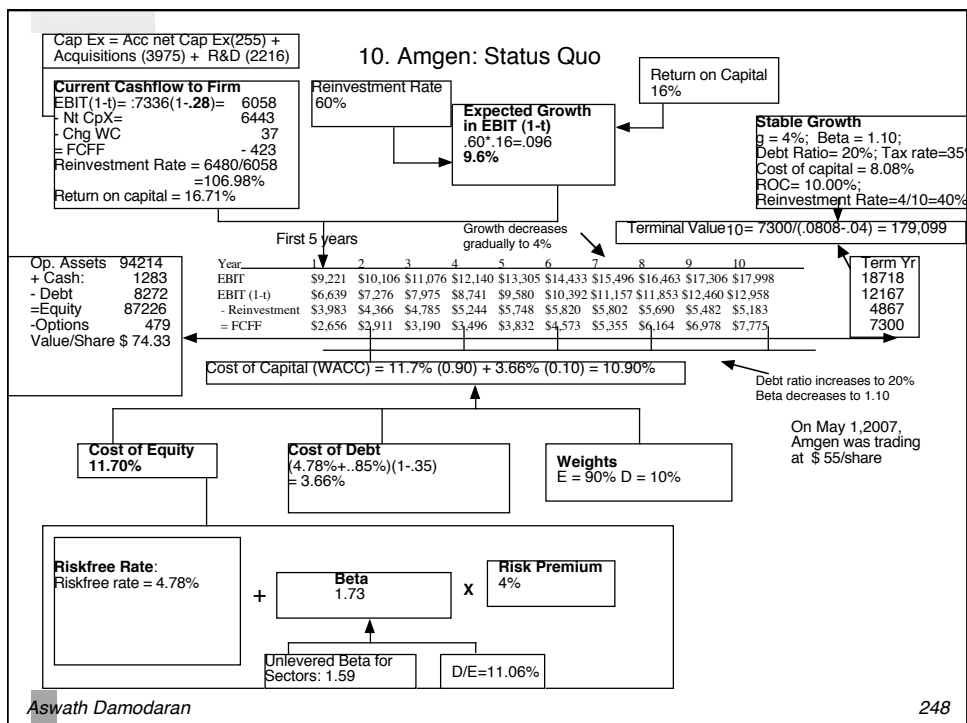 Cap Ex = Acc net Cap Ex(255) +
Acquisitions (3975) + R&D (2216)
10. Amgen: Status Quo
Current Cashflow to Firm
EBIT(1-t)= :7336(1-.28)= 6058
- Nt CpX= 6443
- Chg WC 37
= FCFF - 423
Reinvestment Rate = 6480/6058
=106.98%
Return on capital = 16.71%
Reinvestment Rate
60%
Expected Growth
in EBIT (1-t)
.60*.16=.096
9.6%
Return on Capital
16%
Stable Growth
g = 4%; Beta = 1.10;
Debt Ratio= 20%; Tax rate=35%
Cost of capital = 8.08%
ROC= 10.00%;
Reinvestment Rate=4/10=40%
Terminal Value10= 7300/(.0808-.04) = 179,099
First 5 years
Growth decreases
gradually to 4%
Op. Assets 94214
+ Cash: 1283
- Debt 8272
=Equity 87226
-Options 479
Value/Share $ 74.33
Year 1 2 3 4 5 6 7 8 9 10
EBIT $9,221 $10,106 $11,076 $12,140 $13,305 $14,433 $15,496 $16,463 $17,306 $17,998
EBIT (1-t) $6,639 $7,276 $7,975 $8,741 $9,580 $10,392 $11,157 $11,853 $12,460 $12,958
- Reinvestment $3,983 $4,366 $4,785 $5,244 $5,748 $5,820 $5,802 $5,690 $5,482 $5,183
= FCFF $2,656 $2,911 $3,190 $3,496 $3,832 $4,573 $5,355 $6,164 $6,978 $7,775
Term Yr
18718
12167
4867
7300
Cost of Capital (WACC) = 11.7% (0.90) + 3.66% (0.10) = 10.90%
Debt ratio increases to 20%
Beta decreases to 1.10
On May 1,2007,
Amgen was trading
at $ 55/share
Cost of Equity
11.70%
Cost of Debt
(4.78%+..85%)(1-.35)
= 3.66%
Weights
E = 90% D = 10%
Riskfree Rate:
Riskfree rate = 4.78%
+
Beta
1.73
X
Risk Premium
4%
Unlevered Beta for
Sectors: 1.59
D/E=11.06%
Aswath Damodaran
248